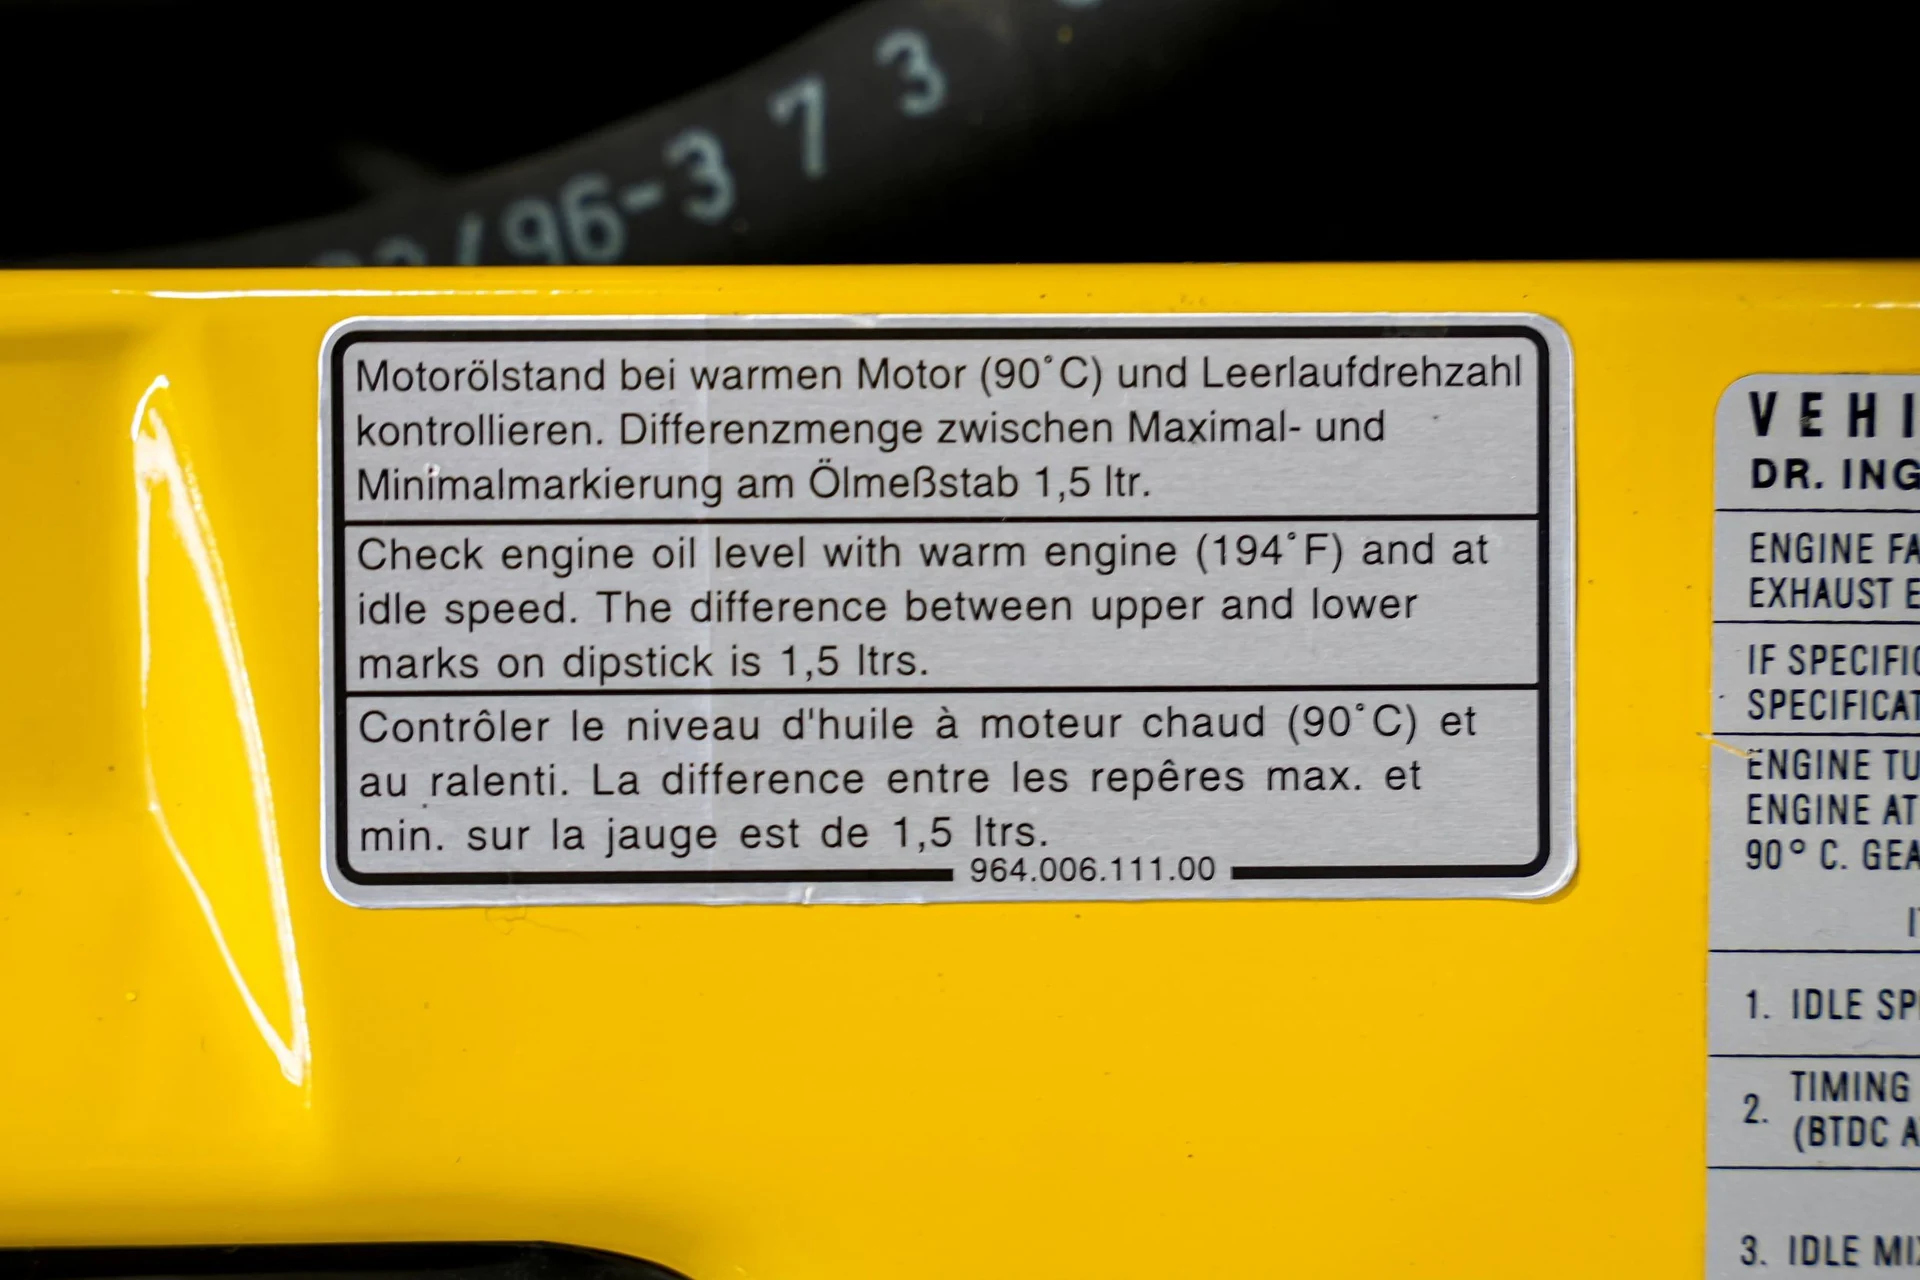 96-373
Motorölstand bei warmen Motor (90°C) und Leerlaufdrehzahl
kontrollieren. Differenzmenge zwischen Maximal- und
Minimalmarkierung am Ölmeßstab 1,5 ltr.
Check engine oil level with warm engine (194°F) and at
idle speed. The difference between upper and lower
marks on dipstick is 1,5 ltrs.
Contrôler le niveau d'huile à moteur chaud (90°C) et
au ralenti. La difference entre les repêres max. et
min. sur la jauge est de 1,5 ltrs.
964.006.111.00
VEHI
DR. ING
ENGINE FA
EXHAUST E
IF SPECIFIC
SPECIFICAT
ENGINE TU
ENGINE AT
90° C. GEA
1. IDLE SP
2. TIMING
(BTDC A
3. IDLE MI